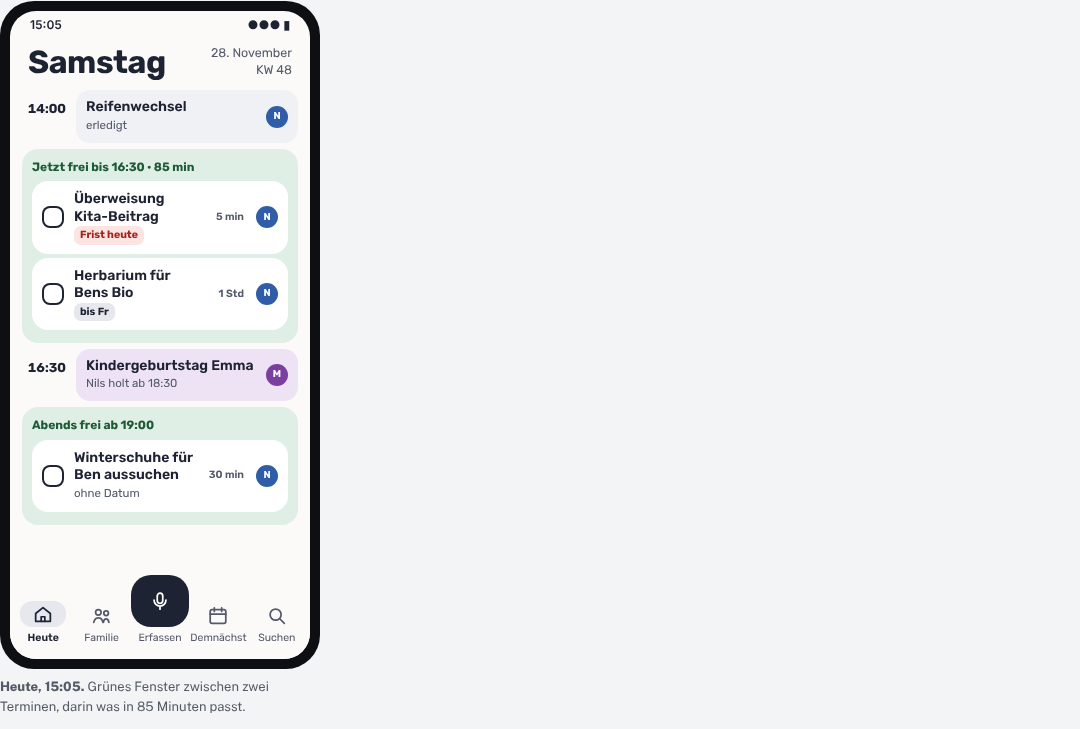 15:05
Samstag
28. November
KW 48
14:00
Reifenwechsel
erledigt
N
Jetzt frei bis 16:30 · 85 min
Überweisung
Kita-Beitrag
Frist heute
5 min
N
Herbarium für
Bens Bio
bis Fr
1 Std
N
16:30
Kindergeburtstag Emma
Nils holt ab 18:30
M
Abends frei ab 19:00
Winterschuhe für
Ben aussuchen
ohne Datum
30 min
N
Heute
Familie
Erfassen
Demnächst
Suchen
Heute, 15:05. Grünes Fenster zwischen zwei
Terminen, darin was in 85 Minuten passt.